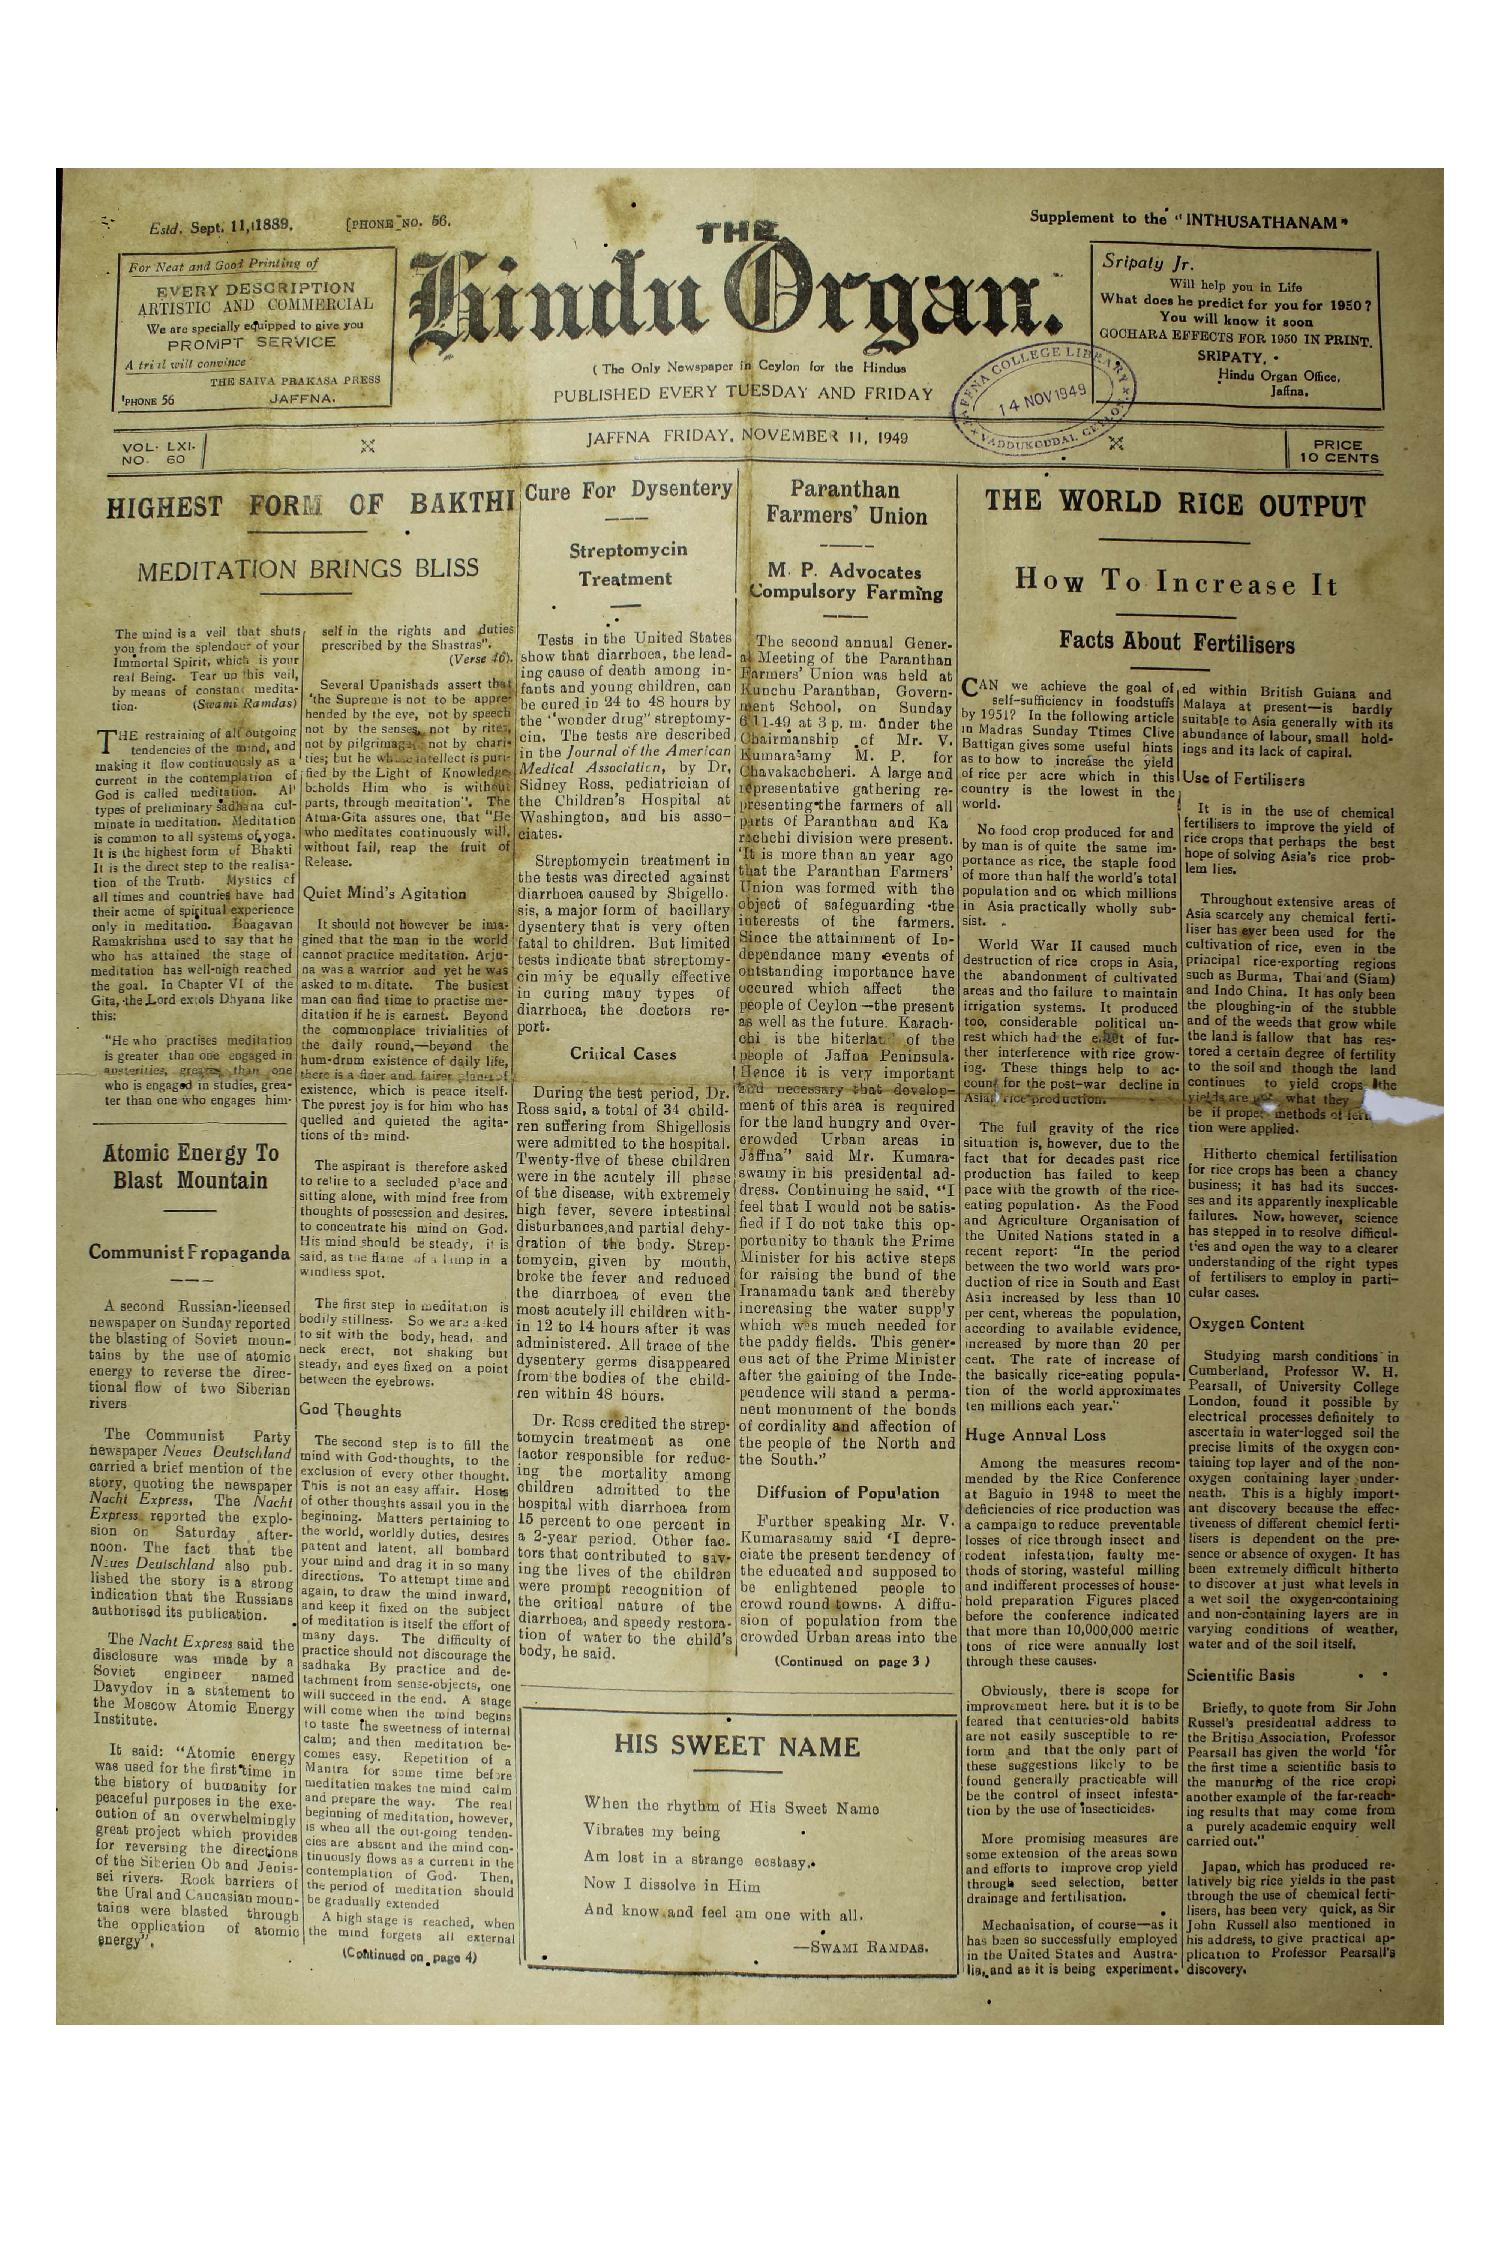 Estd. Sept. 11, 1889.
[PHONE NO. 56.
Supplement to the "INTHUSATHANAM"
For Neat and Good Printing of
EVERY DESCRIPTION
ARTISTIC AND COMMERCIAL
We are specially equipped to give you
PROMPT SERVICE
A trial will convince
THE SAIVA PRAKASA PRESS
'PHONE 56
JAFFNA.
THE
Hindu Organ.
( The Only Newspaper in Ceylon for the Hindus
PUBLISHED EVERY TUESDAY AND FRIDAY
Sripaty Jr.
Will help you in Life
What does he predict for you for 1950?
You will know it soon
GOCHARA EFFECTS FOR 1950 IN PRINT.
SRIPATY,
Hindu Organ Office,
Jaffna.
JAFFNA COLLEGE LIBRARY
14 NOV 1949
VADDUKODDAI CEYLON
VOL. LXI.
NO. 60
JAFFNA FRIDAY, NOVEMBER 11, 1949
PRICE
10 CENTS
HIGHEST FORM OF BAKTHI
MEDITATION BRINGS BLISS
The mind is a veil that shuts
you from the splendour of your
Immortal Spirit, which is your
real Being. Tear up this veil,
by means of constant medita-
tion. (Swami Ramdas)
THE restraining of all outgoing
tendencies of the mind, and
making it flow continuously as a
current in the contemplation of
God is called meditation. All
types of preliminary sadhana cul-
minate in meditation. Meditation
is common to all systems of yoga.
It is the highest form of Bhakti
It is the direct step to the realisa-
tion of the Truth. Mystics of
all times and countries have had
their acme of spiritual experience
only in meditation. Bhagavan
Ramakrishna used to say that he
who has attained the stage of
meditation has well-nigh reached
the goal. In Chapter VI of the
Gita, the Lord extols Dhyana like
this:
"He who practises meditation
is greater than one engaged in
austerities, greater than one
who is engaged in studies, grea-
ter than one who engages him-
Atomic Energy To
Blast Mountain
Communist Propaganda
A second Russian-licensed
newspaper on Sunday reported
the blasting of Soviet moun-
tains by the use of atomic
energy to reverse the direc-
tional flow of two Siberian
rivers
The Communist Party
newspaper Neues Deutschland
carried a brief mention of the
story, quoting the newspaper
Nacht Express. The Nacht
Express reported the explo-
sion on Saturday after-
noon. The fact that the
Neues Deutschland also pub-
lished the story is a strong
indication that the Russians
authorised its publication.
The Nacht Express said the
disclosure was made by a
Soviet engineer named
Davydov in a statement to
the Moscow Atomic Energy
Institute.
It said: "Atomic energy
was used for the first time in
the history of humanity for
peaceful purposes in the exe-
cution of an overwhelmingly
great project which provides
for reversing the directions
of the Siberien Ob and Jenis-
sei rivers. Rock barriers of
the Ural and Caucasian moun-
tains were blasted through
the opplication of atomic
energy".
self in the rights and duties
prescribed by the Shastras".
(Verse 46).
Several Upanishads assert that
'the Supreme is not to be appre-
hended by the eye, not by speech
not by the senses, not by rites,
not by pilgrimage, not by chari-
ties; but he whose intellect is puri-
fied by the Light of Knowledge
beholds Him who is without
parts, through meditation". The
Atma-Gita assures one, that "He
who meditates continuously will,
without fail, reap the fruit of
Release.
Quiet Mind's Agitation
It should not however be ima-
gined that the man in the world
cannot practice meditation. Arju-
na was a warrior and yet he was
asked to meditate. The busiest
man can find time to practise me-
ditation if he is earnest. Beyond
the commonplace trivialities of
the daily round,—beyond the
hum-drum existence of daily life,
there is a finer and fairer plane of
existence, which is peace itself.
The purest joy is for him who has
quelled and quieted the agita-
tions of the mind.
The aspirant is therefore asked
to retire to a secluded place and
sitting alone, with mind free from
thoughts of possession and desires.
to concentrate his mind on God.
His mind should be steady, it is
said, as the flame of a lamp in a
windless spot.
The first step in meditation is
bodily stillness. So we are asked
to sit with the body, head, and
neck erect, not shaking but
steady, and eyes fixed on a point
between the eyebrows.
God Thoughts
The second step is to fill the
mind with God-thoughts, to the
exclusion of every other thought.
This is not an easy affair. Hosts
of other thoughts assail you in the
beginning. Matters pertaining to
the world, worldly duties, desires
patent and latent, all bombard
your mind and drag it in so many
directions. To attempt time and
again, to draw the mind inward,
and keep it fixed on the subject
of meditation is itself the effort of
many days. The difficulty of
practice should not discourage the
sadhaka By practice and de-
tachment from sense-objects, one
will succeed in the end. A stage
will come when the mind begins
to taste the sweetness of internal
calm; and then meditation be-
comes easy. Repetition of a
Mantra for some time before
meditatien makes the mind calm
and prepare the way. The real
beginning of meditation, however,
is when all the out-going tenden-
cies are absent and the mind con-
tinuously flows as a current in the
contemplation of God. Then,
the period of meditation should
be gradually extended
A high stage is reached, when
the mind forgets all external
(Continued on page 4)
Cure For Dysentery
Streptomycin
Treatment
Tests in the United States
show that diarrhoea, the lead-
ing cause of death among in-
fants and young children, can
be cured in 24 to 48 hours by
the "wonder drug" streptomy-
cin. The tests are described
in the Journal of the American
Medical Association, by Dr,
Sidney Ross, pediatrician of
the Children's Hospital at
Washington, and his asso-
ciates.
Streptomycin treatment in
the tests was directed against
diarrhoea caused by Shigello-
sis, a major form of bacillary
dysentery that is very often
fatal to children. But limited
tests indicate that streptomy-
cin may be equally effective
in curing many types of
diarrhoea, the doctors re-
port.
Critical Cases
During the test period, Dr.
Ross said, a total of 34 child-
ren suffering from Shigellosis
were admitted to the hospital.
Twenty-five of these children
were in the acutely ill phase
of the disease, with extremely
high fever, severe intestinal
disturbances,and partial dehy-
dration of the body. Strep-
tomycin, given by month,
broke the fever and reduced
the diarrhoea of even the
most acutely ill children with-
in 12 to 14 hours after it was
administered. All trace of the
dysentery germs disappeared
from the bodies of the child-
ren within 48 hours.
Dr. Ross credited the strep-
tomycin treatment as one
factor responsible for reduc-
ing the mortality among
children admitted to the
hospital with diarrhoea from
15 percent to one percent in
a 2-year period. Other fac-
tors that contributed to sav-
ing the lives of the children
were prompt recognition of
the critical nature of the
diarrhoea, and speedy restora-
tion of water to the child's
body, he said.
Paranthan
Farmers' Union
M. P. Advocates
Compulsory Farming
The second annual Gener-
al Meeting of the Paranthan
Farmers' Union was held at
Kunchu Paranthan, Govern-
ment School, on Sunday
6.11-49 at 3 p. m. under the
Chairmanship of Mr. V.
Kumarasamy M. P. for
Chavakachcheri. A large and
representative gathering re-
presenting the farmers of all
parts of Paranthan and Ka
rachchi division were present.
'It is more than an year ago
that the Paranthan Farmers'
Union was formed with the
object of safeguarding the
interests of the farmers.
Since the attainment of In-
dependance many events of
outstanding importance have
occured which affect the
people of Ceylon—the present
as well as the future. Karach-
chi is the hiterland of the
people of Jaffna Peninsula.
Hence it is very important
and necessary that develop-
ment of this area is required
for the land hungry and over-
crowded Urban areas in
Jaffna" said Mr. Kumara-
swamy in his presidential ad-
dress. Continuing he said, "I
feel that I would not be satis-
fied if I do not take this op-
portunity to thank the Prime
Minister for his active steps
for raising the bund of the
Iranamadu tank and thereby
increasing the water supply
which was much needed for
the paddy fields. This gener-
ous act of the Prime Minister
after the gaining of the Inde-
pendence will stand a perma-
nent monument of the bonds
of cordiality and affection of
the people of the North and
the South."
Diffusion of Population
Further speaking Mr. V.
Kumarasamy said 'I depre-
ciate the present tendency of
the educated and supposed to
be enlightened people to
crowd round towns. A diffu-
sion of population from the
crowded Urban areas into the
(Continued on page 3 )
HIS SWEET NAME
When the rhythm of His Sweet Name
Vibrates my being
Am lost in a strange ecstasy,
Now I dissolve in Him
And know and feel am one with all.
—SWAMI RAMDAS.
THE WORLD RICE OUTPUT
How To Increase It
Facts About Fertilisers
CAN we achieve the goal of
self-sufficiency in foodstuffs
by 1951? In the following article
in Madras Sunday Ttimes Clive
Battigan gives some useful hints
as to how to increase the yield
of rice per acre which in this
country is the lowest in the
world.
No food crop produced for and
by man is of quite the same im-
portance as rice, the staple food
of more than half the world's total
population and on which millions
in Asia practically wholly sub-
sist.
World War II caused much
destruction of rice crops in Asia,
the abandonment of cultivated
areas and tho failure to maintain
irrigation systems. It produced
too, considerable political un-
rest which had the effect of fur-
ther interference with rice grow-
ing. These things help to ac-
count for the post-war decline in
Asia's rice production.
The full gravity of the rice
situation is, however, due to the
fact that for decades past rice
production has failed to keep
pace with the growth of the rice-
eating population. As the Food
and Agriculture Organisation of
the United Nations stated in a
recent report: "In the period
between the two world wars pro-
duction of rice in South and East
Asia increased by less than 10
per cent, whereas the population,
according to available evidence,
increased by more than 20 per
cent. The rate of increase of
the basically rice-eating popula-
tion of the world approximates
ten millions each year."
Huge Annual Loss
Among the measures recom-
mended by the Rice Conference
at Baguio in 1948 to meet the
deficiencies of rice production was
a campaign to reduce preventable
losses of rice through insect and
rodent infestation, faulty me-
thods of storing, wasteful milling
and indifferent processes of house-
hold preparation Figures placed
before the conference indicated
that more than 10,000,000 metric
tons of rice were annually lost
through these causes.
Obviously, there is scope for
improvement here. but it is to be
feared that centuries-old habits
are not easily susceptible to re-
form and that the only part of
these suggestions likely to be
found generally practicable will
be the control of insect infesta-
tion by the use of insecticides.
More promising measures are
some extension of the areas sown
and efforts to improve crop yield
through seed selection, better
drainage and fertilisation.
Mechanisation, of course—as it
has been so successfully employed
in the United States and Austra-
lia, and as it is being experiment.
ed within British Guiana and
Malaya at present—is hardly
suitable to Asia generally with its
abundance of labour, small hold-
ings and its lack of capiral.
Use of Fertilisers
It is in the use of chemical
fertilisers to improve the yield of
rice crops that perhaps the best
hope of solving Asia's rice prob-
lem lies.
Throughout extensive areas of
Asia scarcely any chemical ferti-
liser has ever been used for the
cultivation of rice, even in the
principal rice-exporting regions
such as Burma, Thai and (Siam)
and Indo China. It has only been
the ploughing-in of the stubble
and of the weeds that grow while
the land is fallow that has res-
tored a certain degree of fertility
to the soil and though the land
continues to yield crops the
yields are what they
be if proper methods of
tion were applied.
Hitherto chemical fertilisation
for rice crops has been a chancy
business; it has had its succes-
ses and its apparently inexplicable
failures. Now, however, science
has stepped in to resolve difficul-
ties and open the way to a clearer
understanding of the right types
of fertilisers to employ in parti-
cular cases.
Oxygen Content
Studying marsh conditions in
Cumberland, Professor W. H.
Pearsall, of University College
London, found it possible by
electrical processes definitely to
ascertain in water-logged soil the
precise limits of the oxygen con-
taining top layer and of the non-
oxygen containing layer under-
neath. This is a highly import-
ant discovery because the effec-
tiveness of different chemicl ferti-
lisers is dependent on the pre-
sence or absence of oxygen. It has
been extremely difficult hitherto
to discover at just what levels in
a wet soil the oxygen-containing
and non-containing layers are in
varying conditions of weather,
water and of the soil itself.
Scientific Basis
Briefly, to quote from Sir John
Russel's presidential address to
the British Association, Professor
Pearsall has given the world 'for
the first time a scientific basis to
the manuring of the rice crop;
another example of the far-reach-
ing results that may come from
a purely academic enquiry well
carried out."
Japan, which has produced re-
latively big rice yields in the past
through the use of chemical ferti-
lisers, has been very quick, as Sir
John Russell also mentioned in
his address, to give practical ap-
plication to Professor Pearsall's
discovery.